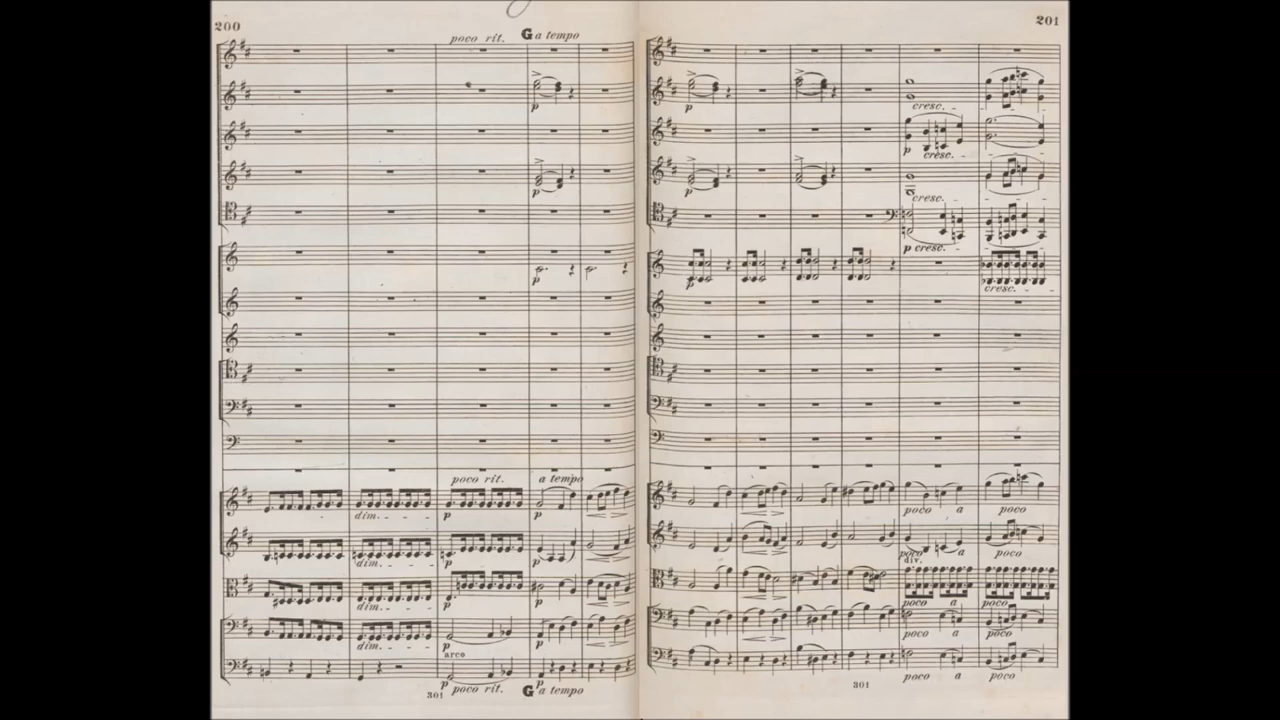 200
201
poco rit. G a tempo
p
p
cresc.
p cresc.
p
p
cresc.
p cresc.
p
p
cresc.
poco rit. a tempo
dim. p p
poco a poco
dim. p p
poco a poco
div.
dim. p p
poco a poco
dim. p p
poco a poco
arco
p poco rit. p G a tempo
poco a poco
301
301